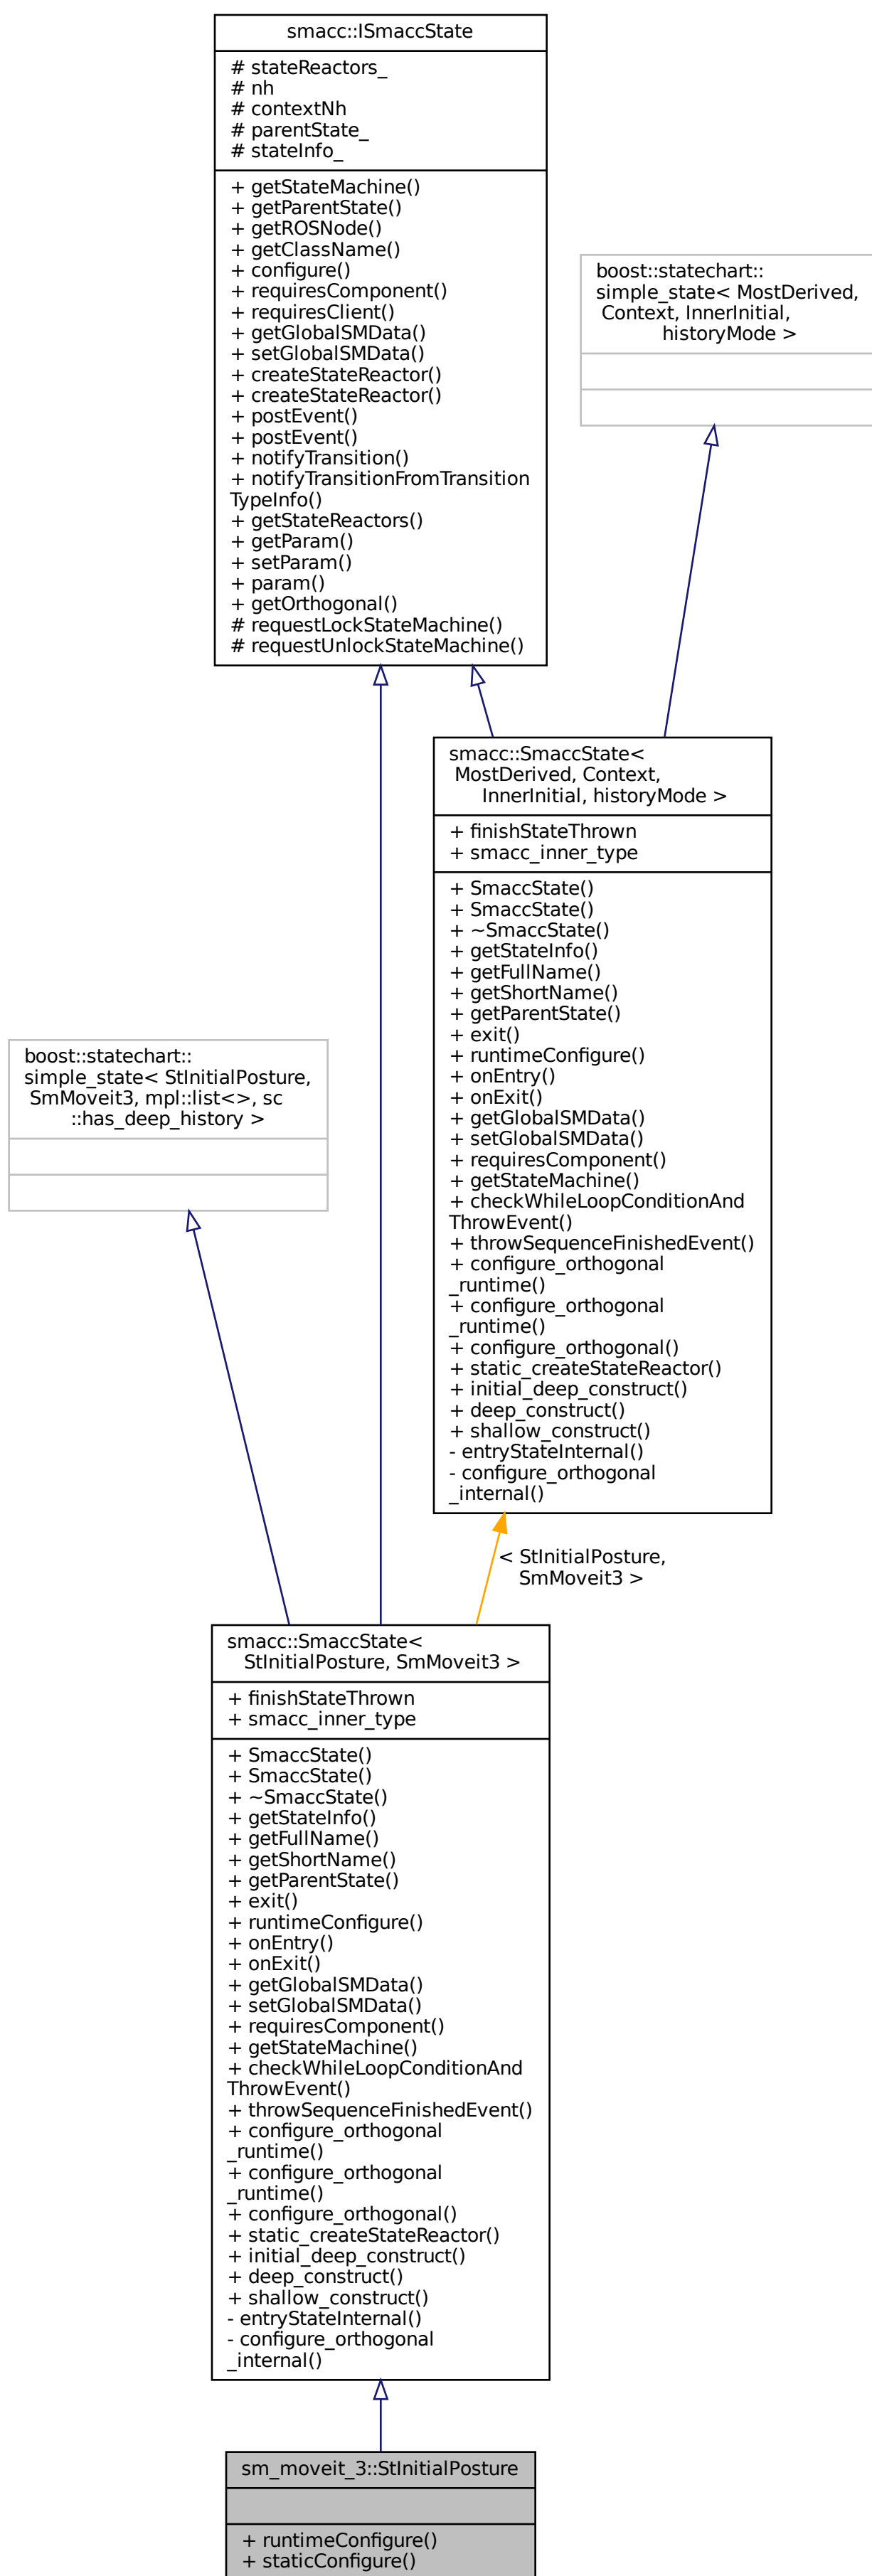 smacc::ISmaccState
# stateReactors_
# nh
# contextNh
# parentState_
# stateInfo_
+ getStateMachine()
+ getParentState()
+ getROSNode()
+ getClassName()
+ configure()
+ requiresComponent()
+ requiresClient()
+ getGlobalSMData()
+ setGlobalSMData()
+ createStateReactor()
+ createStateReactor()
+ postEvent()
+ postEvent()
+ notifyTransition()
+ notifyTransitionFromTransition
TypeInfo()
+ getStateReactors()
+ getParam()
+ setParam()
+ param()
+ getOrthogonal()
# requestLockStateMachine()
# requestUnlockStateMachine()
boost::statechart::
simple_state< MostDerived,
Context, InnerInitial,
historyMode >
smacc::SmaccState<
MostDerived, Context,
InnerInitial, historyMode >
+ finishStateThrown
+ smacc_inner_type
+ SmaccState()
+ SmaccState()
+ ~SmaccState()
+ getStateInfo()
+ getFullName()
+ getShortName()
+ getParentState()
+ exit()
+ runtimeConfigure()
+ onEntry()
+ onExit()
+ getGlobalSMData()
+ setGlobalSMData()
+ requiresComponent()
+ getStateMachine()
+ checkWhileLoopConditionAnd
ThrowEvent()
+ throwSequenceFinishedEvent()
+ configure_orthogonal
_runtime()
+ configure_orthogonal
_runtime()
+ configure_orthogonal()
+ static_createStateReactor()
+ initial_deep_construct()
+ deep_construct()
+ shallow_construct()
- entryStateInternal()
- configure_orthogonal
_internal()
boost::statechart::
simple_state< StInitialPosture,
SmMoveit3, mpl::list<>, sc
::has_deep_history >
< StInitialPosture,
SmMoveit3 >
smacc::SmaccState<
StInitialPosture, SmMoveit3 >
+ finishStateThrown
+ smacc_inner_type
+ SmaccState()
+ SmaccState()
+ ~SmaccState()
+ getStateInfo()
+ getFullName()
+ getShortName()
+ getParentState()
+ exit()
+ runtimeConfigure()
+ onEntry()
+ onExit()
+ getGlobalSMData()
+ setGlobalSMData()
+ requiresComponent()
+ getStateMachine()
+ checkWhileLoopConditionAnd
ThrowEvent()
+ throwSequenceFinishedEvent()
+ configure_orthogonal
_runtime()
+ configure_orthogonal
_runtime()
+ configure_orthogonal()
+ static_createStateReactor()
+ initial_deep_construct()
+ deep_construct()
+ shallow_construct()
- entryStateInternal()
- configure_orthogonal
_internal()
sm_moveit_3::StInitialPosture
+ runtimeConfigure()
+ staticConfigure()